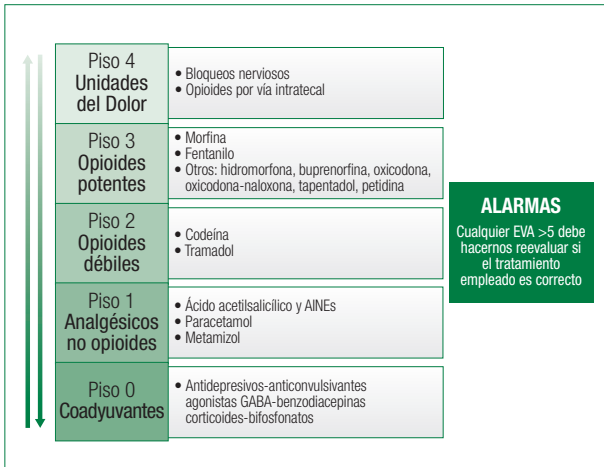 Piso 4
Unidades
del Dolor
• Bloqueos nerviosos
• Opioides por vía intratecal
Piso 3
Opioides
potentes
• Morfina
• Fentanilo
• Otros: hidromorfona, buprenorfina, oxicodona,
oxicodona-naloxona, tapentadol, petidina
Piso 2
Opioides
débiles
• Codeína
• Tramadol
Piso 1
Analgésicos
no opioides
• Ácido acetilsalicílico y AINEs
• Paracetamol
• Metamizol
Piso 0
Coadyuvantes
• Antidepresivos-anticonvulsivantes
agonistas GABA-benzodiacepinas
corticoides-bifosfonatos
ALARMAS
Cualquier EVA >5 debe
hacernos reevaluar si
el tratamiento
empleado es correcto